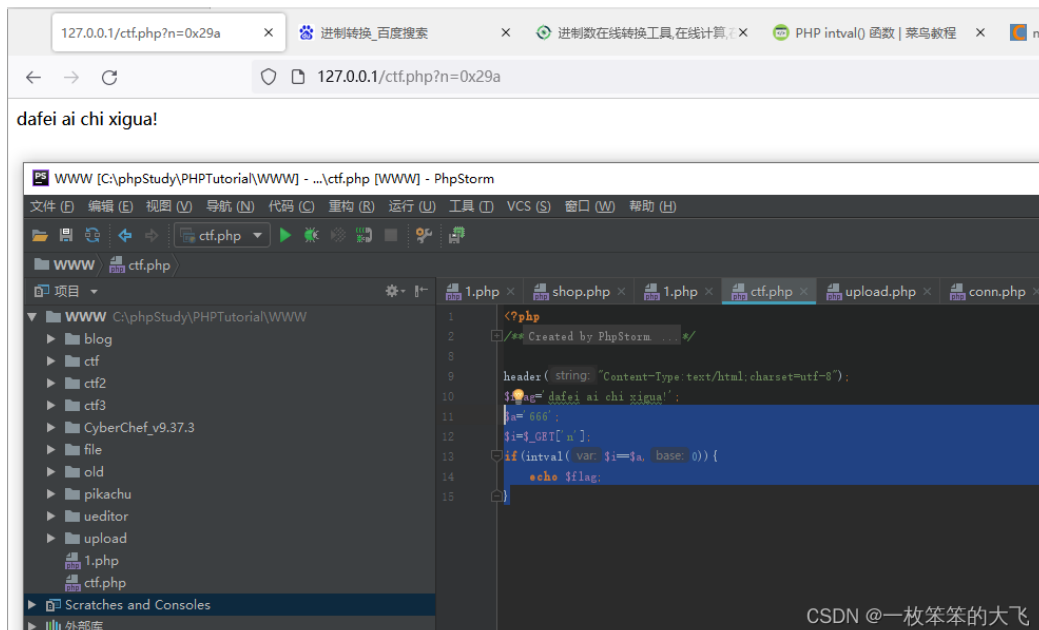 127.0.0.1/ctf.php?n=0x29a × 进制转换_百度搜索 × 进制数在线转换工具,在线计算, × PHP intval() 函数 | 菜鸟教程 ×
127.0.0.1/ctf.php?n=0x29a
dafei ai chi xigua!
PS WWW [C:\phpStudy\PHPTutorial\WWW] - ...\ctf.php [WWW] - PhpStorm
文件 (F) 编辑 (E) 视图 (V) 导航 (N) 代码 (C) 重构 (R) 运行 (U) 工具 (T) VCS (S) 窗口 (W) 帮助 (H)
ctf.php
WWW ctf.php
项目 1.php × shop.php × 1.php × ctf.php × upload.php × conn.php ×
WWW C:\phpStudy\PHPTutorial\WWW
blog
ctf
ctf2
ctf3
CyberChef_v9.37.3
file
old
pikachu
ueditor
upload
1.php
ctf.php
Scratches and Consoles
外部库
1 <?php
2 /** Created by PhpStorm. ...*/
8
9 header( string: "Content-Type:text/html;charset=utf-8");
10 $flag='dafei ai chi xigua!';
11 $a='666';
12 $i=$_GET['n'];
13 if(intval( var: $i==$a, base: 0)){
14 echo $flag;
15 }
CSDN @一枚笨笨的大飞